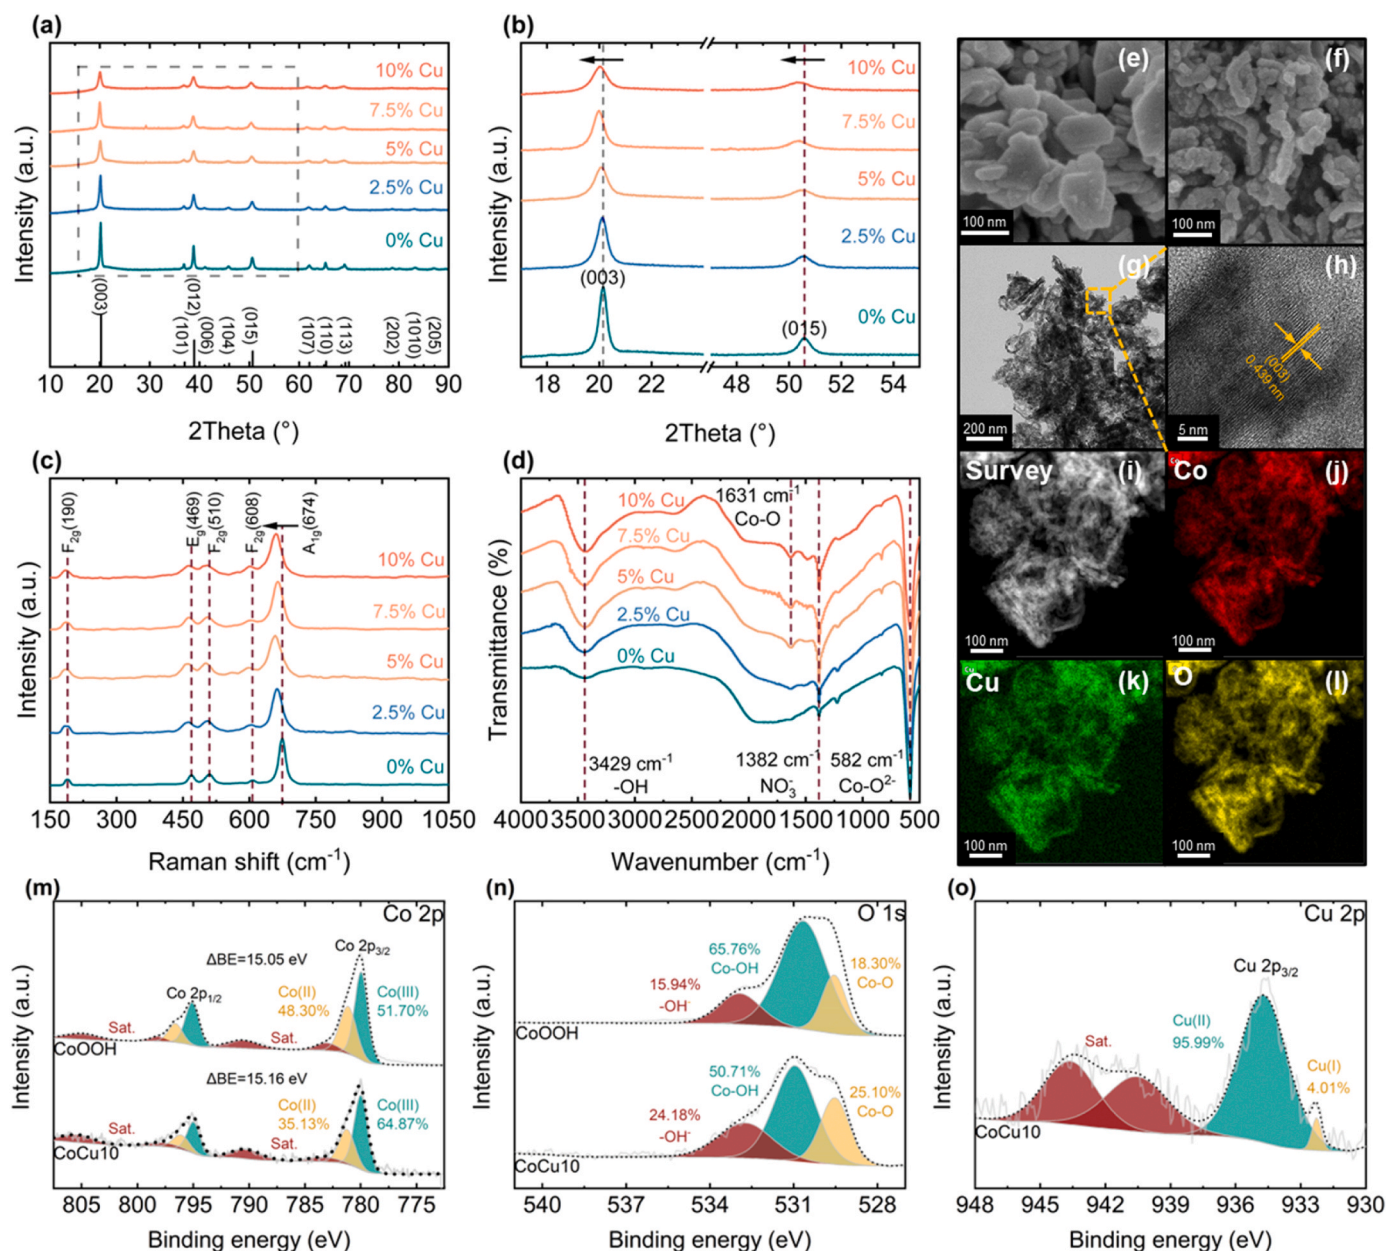 (a)
10% Cu
7.5% Cu
5% Cu
2.5% Cu
0% Cu
(003)
(101)
(012)
(006)
(104)
(015)
(107)
(110)
(113)
(202)
(1010)
(205)
10 20 30 40 50 60 70 80 90
2Theta (°)
Intensity (a.u.)
(b)
10% Cu
7.5% Cu
5% Cu
2.5% Cu
0% Cu
(003)
(015)
20 24 48 52
2Theta (°)
Intensity (a.u.)
(e)
100 nm
(f)
100 nm
(g)
200 nm
(h)
(003)
0.439 nm
5 nm
(c)
F2g(190)
Eg(469)
F2g(510)
F2g(608)
A1g(674)
10% Cu
7.5% Cu
5% Cu
2.5% Cu
0% Cu
150 300 450 600 750 900 1050
Raman shift (cm-1)
Intensity (a.u.)
(d)
10% Cu
7.5% Cu
5% Cu
2.5% Cu
0% Cu
1631 cm-1
Co-O
3429 cm-1
-OH
1382 cm-1
NO3-
582 cm-1
Co-O2-
4000 3500 3000 2500 2000 1500 1000 500
Wavenumber (cm-1)
Transmittance (%)
Survey
(i)
100 nm
Co
(j)
100 nm
Cu
(k)
100 nm
O
(l)
100 nm
(m)
Co 2p
Co 2p3/2
ΔBE=15.05 eV
Co 2p1/2
Co(II)
48.30%
Co(III)
51.70%
Sat.
Sat.
CoOOH
ΔBE=15.16 eV
Co(II)
35.13%
Co(III)
64.87%
Sat.
Sat.
CoCu10
805 800 795 790 785 780 775
Binding energy (eV)
Intensity (a.u.)
(n)
O 1s
65.76%
Co-OH
18.30%
Co-O
15.94%
-OH-
CoOOH
50.71%
Co-OH
25.10%
Co-O
24.18%
-OH-
CoCu10
540 537 534 531 528
Binding energy (eV)
Intensity (a.u.)
(o)
Cu 2p
Cu 2p3/2
Cu(II)
95.99%
Sat.
Cu(I)
4.01%
CoCu10
948 945 942 939 936 933 930
Binding energy (eV)
Intensity (a.u.)